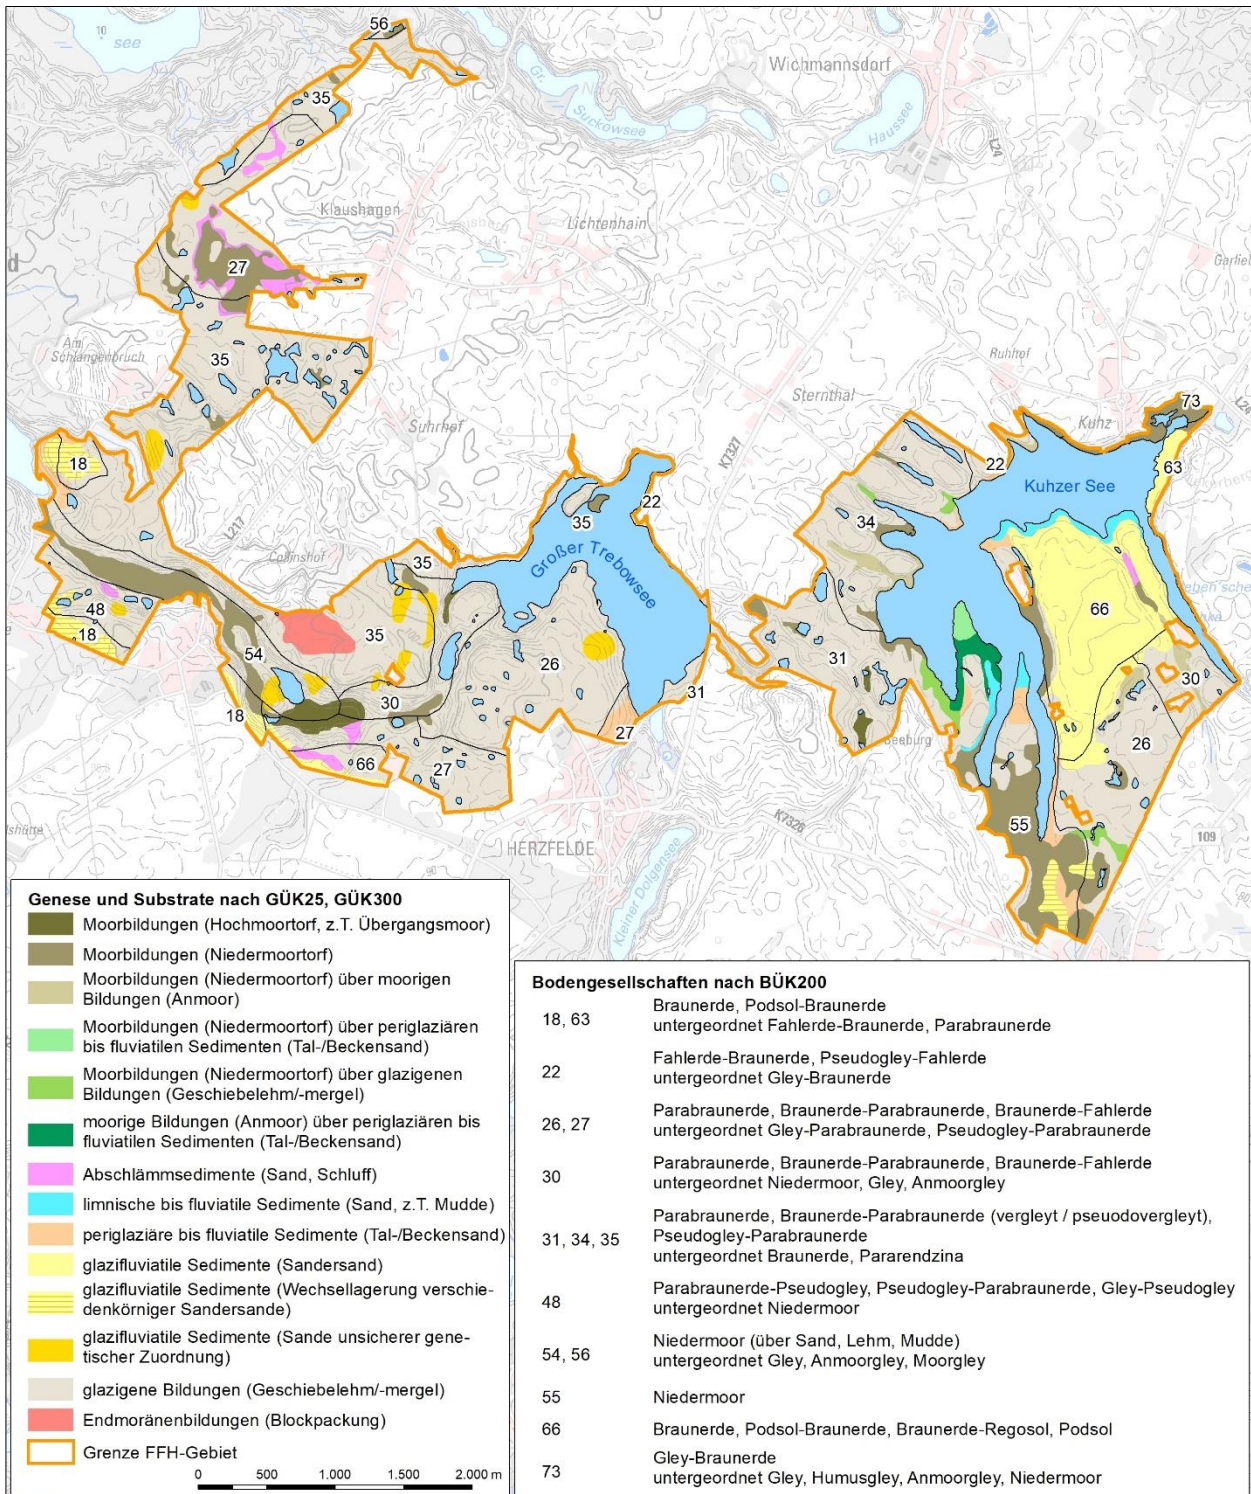 56
10
see
Wichmannsdorf
Gr.
Suckowsee
Haussee
L24
35
Klaushagen
Lichtenhain
27
Am
Schlangenbruch
35
Ruhhof
Sternthal
Kuhz
73
L24
Suhrhof
K7327
22
63
18
Kuhzer See
22
35
34
L217
Collinshof
35
Großer Trebowsee
48
35
66
18
54
26
31
31
30
30
18
27
26
66
27
55
K7326
HERZFELDE
109
Kleiner Dolgensee
Genese und Substrate nach GÜK25, GÜK300
Moorbildungen (Hochmoortorf, z.T. Übergangsmoor)
Moorbildungen (Niedermoortorf)
Moorbildungen (Niedermoortorf) über moorigen
Bildungen (Anmoor)
Moorbildungen (Niedermoortorf) über periglaziären
bis fluviatilen Sedimenten (Tal-/Beckensand)
Moorbildungen (Niedermoortorf) über glazigenen
Bildungen (Geschiebelehm/-mergel)
moorige Bildungen (Anmoor) über periglaziären bis
fluviatilen Sedimenten (Tal-/Beckensand)
Abschlämmsedimente (Sand, Schluff)
limnische bis fluviatile Sedimente (Sand, z.T. Mudde)
periglaziäre bis fluviatile Sedimente (Tal-/Beckensand)
glazifluviatile Sedimente (Sandersand)
glazifluviatile Sedimente (Wechsellagerung verschie-
denkörniger Sandersande)
glazifluviatile Sedimente (Sande unsicherer gene-
tischer Zuordnung)
glazigene Bildungen (Geschiebelehm/-mergel)
Endmoränenbildungen (Blockpackung)
Grenze FFH-Gebiet
0 500 1.000 1.500 2.000 m
Bodengesellschaften nach BÜK200
18, 63 Braunerde, Podsol-Braunerde
untergeordnet Fahlerde-Braunerde, Parabraunerde
22 Fahlerde-Braunerde, Pseudogley-Fahlerde
untergeordnet Gley-Braunerde
26, 27 Parabraunerde, Braunerde-Parabraunerde, Braunerde-Fahlerde
untergeordnet Gley-Parabraunerde, Pseudogley-Parabraunerde
30 Parabraunerde, Braunerde-Parabraunerde, Braunerde-Fahlerde
untergeordnet Niedermoor, Gley, Anmoorgley
31, 34, 35 Parabraunerde, Braunerde-Parabraunerde (vergleyt / pseuodovergleyt),
Pseudogley-Parabraunerde
untergeordnet Braunerde, Pararendzina
48 Parabraunerde-Pseudogley, Pseudogley-Parabraunerde, Gley-Pseudogley
untergeordnet Niedermoor
54, 56 Niedermoor (über Sand, Lehm, Mudde)
untergeordnet Gley, Anmoorgley, Moorgley
55 Niedermoor
66 Braunerde, Podsol-Braunerde, Braunerde-Regosol, Podsol
73 Gley-Braunerde
untergeordnet Gley, Humusgley, Anmoorgley, Niedermoor